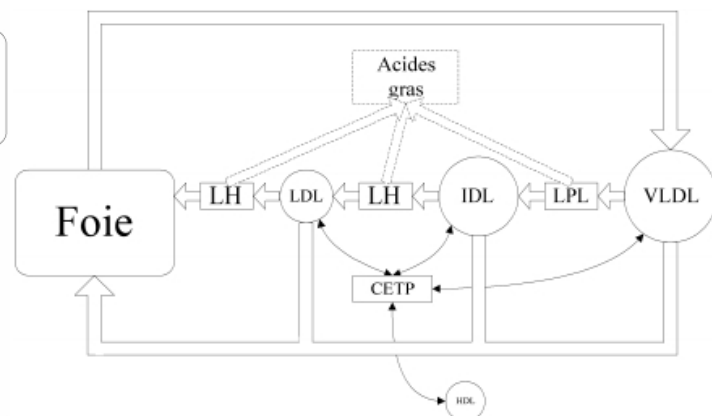 Acides
gras
Foie
LH
LDL
LH
IDL
LPL
VLDL
CETP
HDL